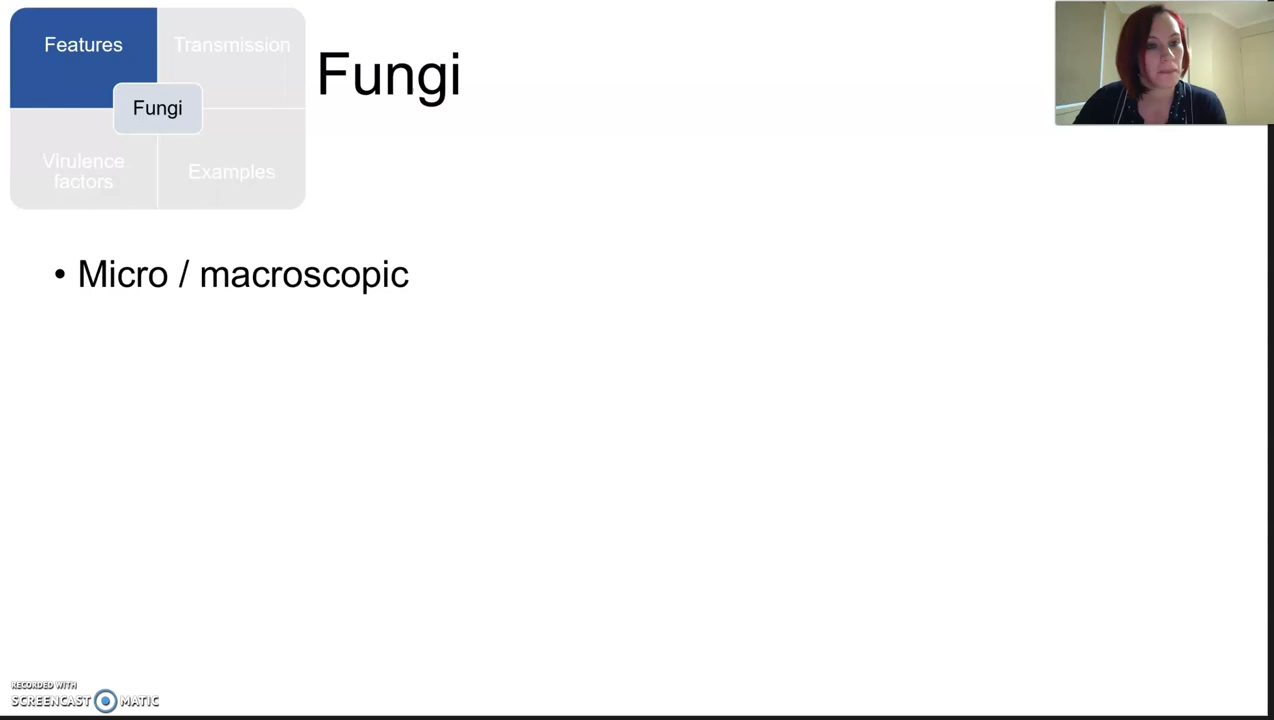 Features
Transmission
Fungi
Fungi
Virulence
factors
Examples
• Micro / macroscopic
RECORDED WITH
SCREENCAST MATIC